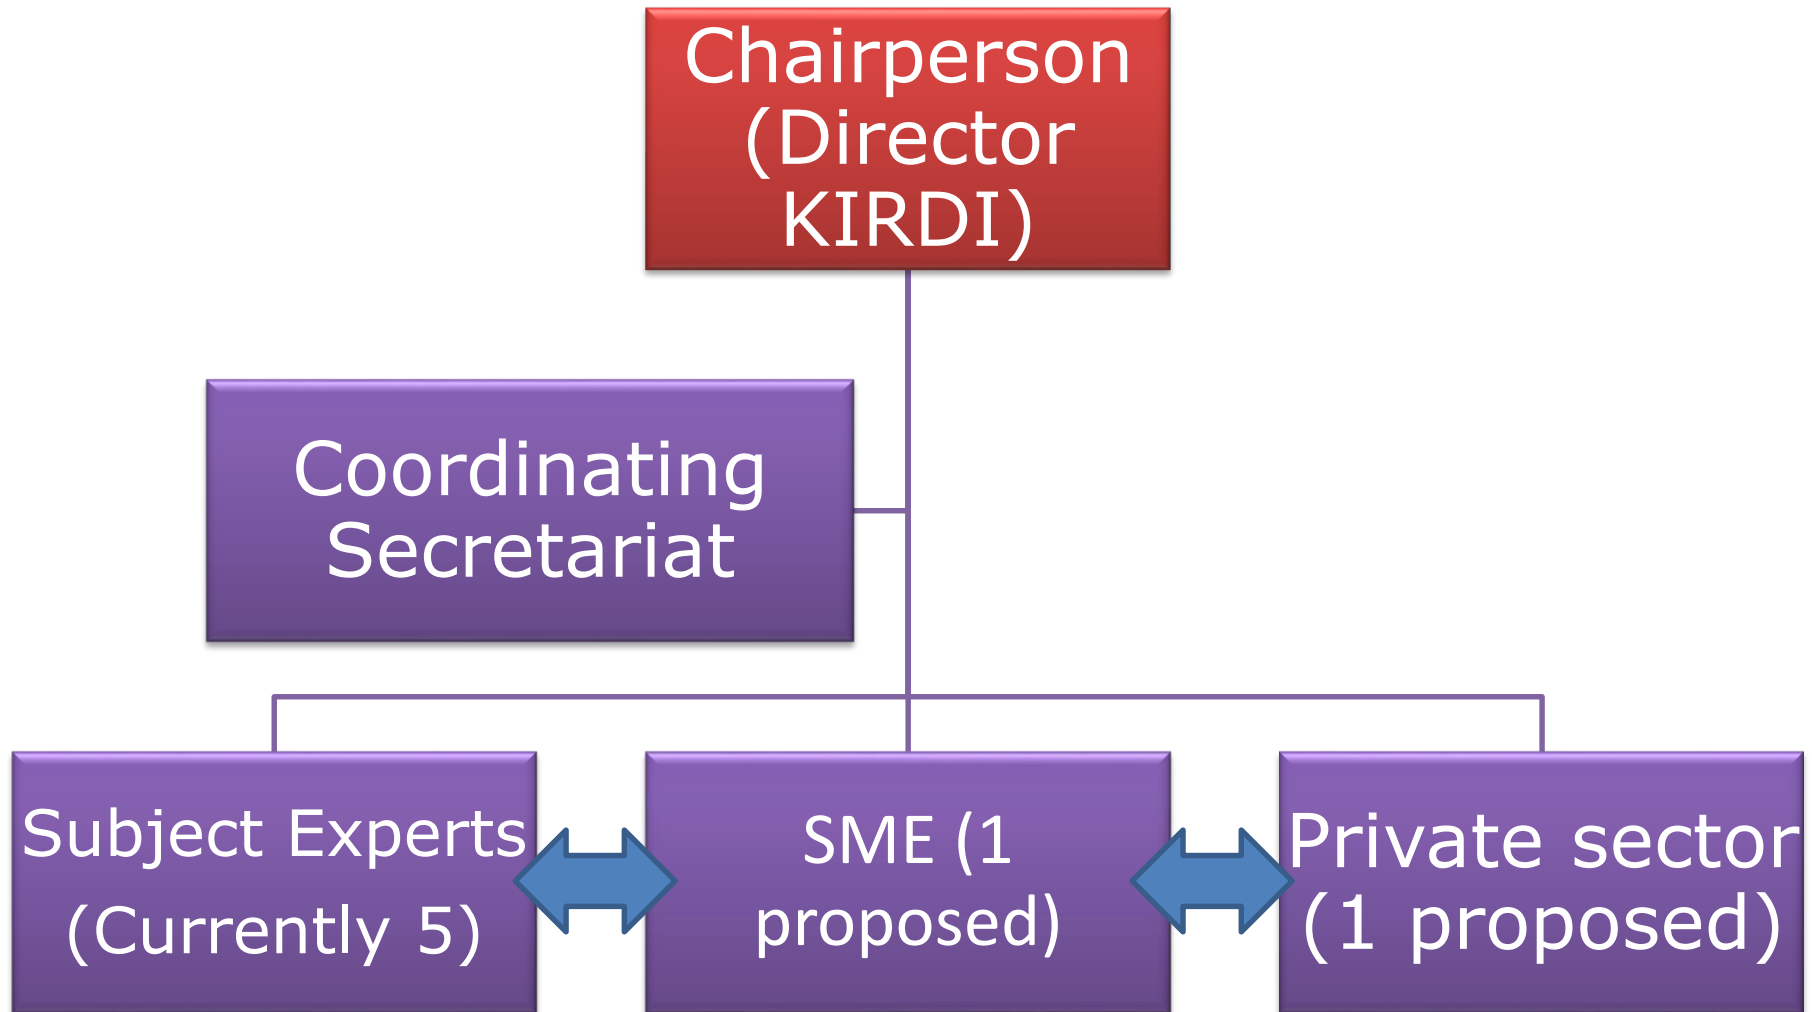 Chairperson
(Director
KIRDI)
Coordinating
Secretariat
Subject Experts
(Currently 5)
SME (1
proposed)
Private sector
(1 proposed)